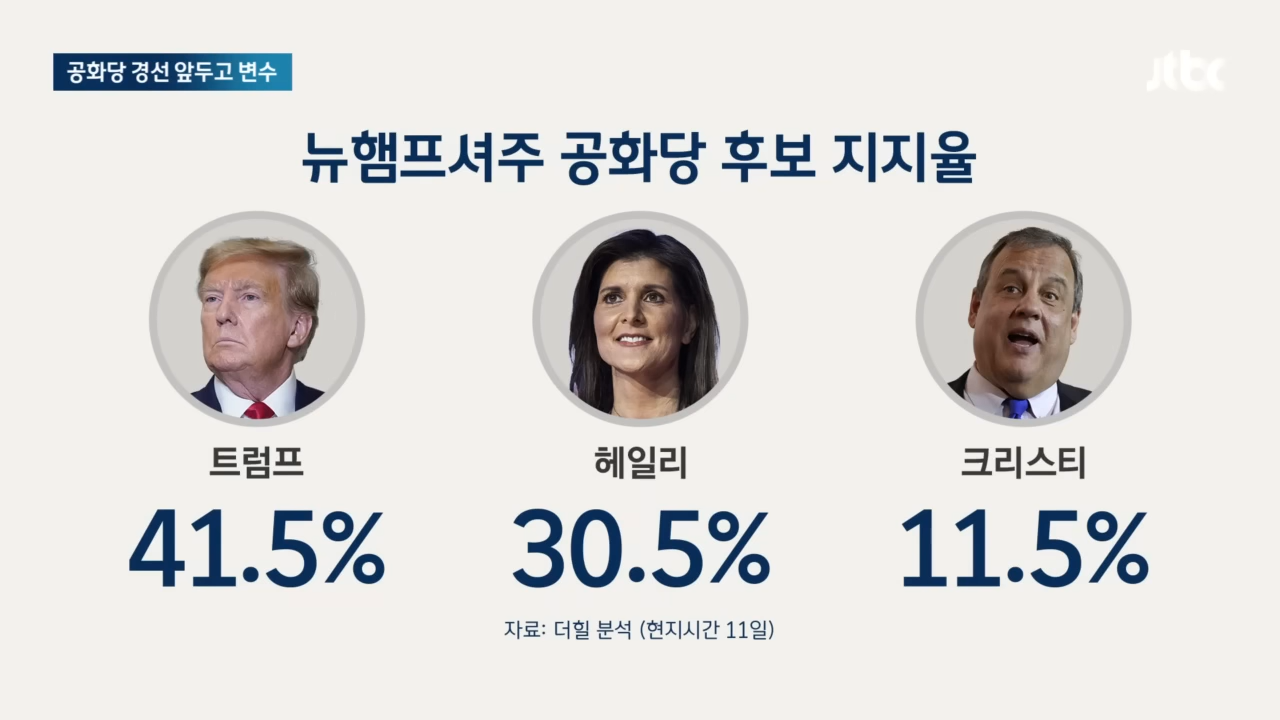 공화당 경선 앞두고 변수
jtbc
뉴햄프셔주 공화당 후보 지지율
트럼프
헤일리
크리스티
41.5%
30.5%
11.5%
자료: 더힐 분석 (현지시간 11일)